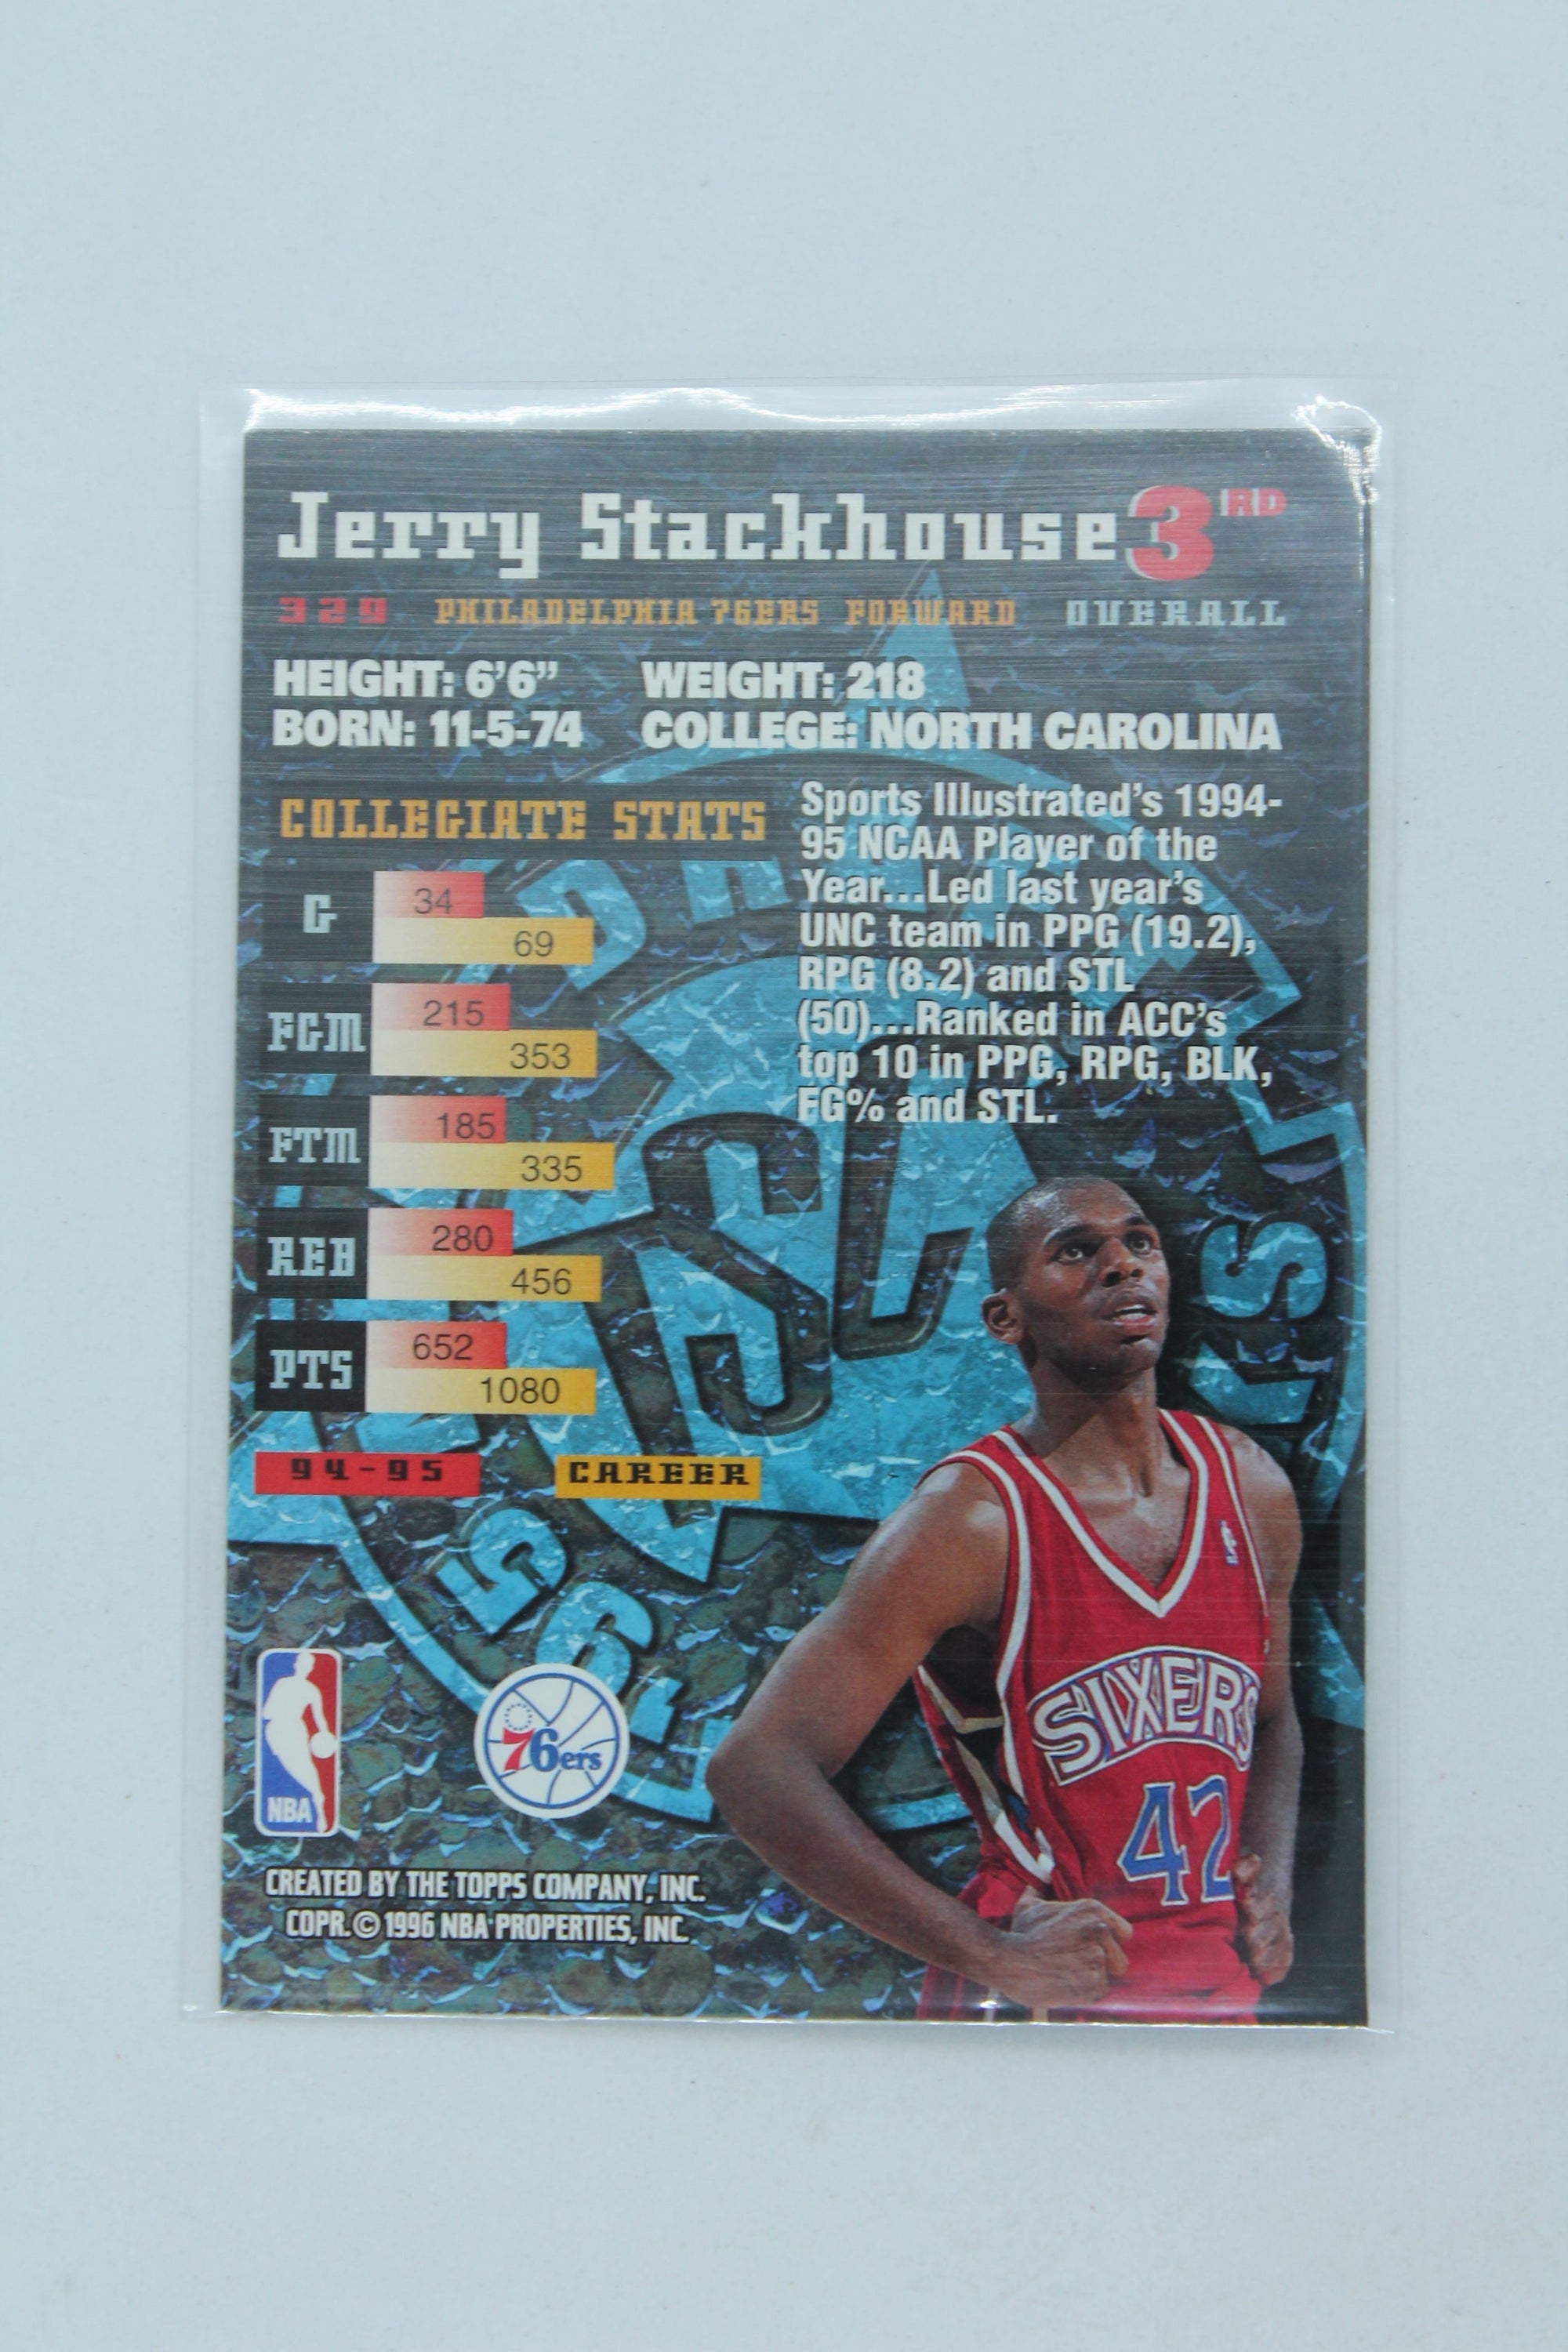 Jerry Stackhouse 3RD
329 PHILADELPHIA 76ERS FORWARD OVERALL
HEIGHT: 6'6" WEIGHT: 218
BORN: 11-5-74 COLLEGE: NORTH CAROLINA
COLLEGIATE STATS
G 34
69
FGM 215
353
FTM 185
335
REB 280
456
PTS 652
1080
94-95 CAREER
Sports Illustrated's 1994-
95 NCAA Player of the
Year...Led last year's
UNC team in PPG (19.2),
RPG (8.2) and STL
(50)...Ranked in ACC's
top 10 in PPG, RPG, BLK,
FG% and STL.
SIXERS
42
NBA
76ers
CREATED BY THE TOPPS COMPANY, INC.
COPR. © 1996 NBA PROPERTIES, INC.